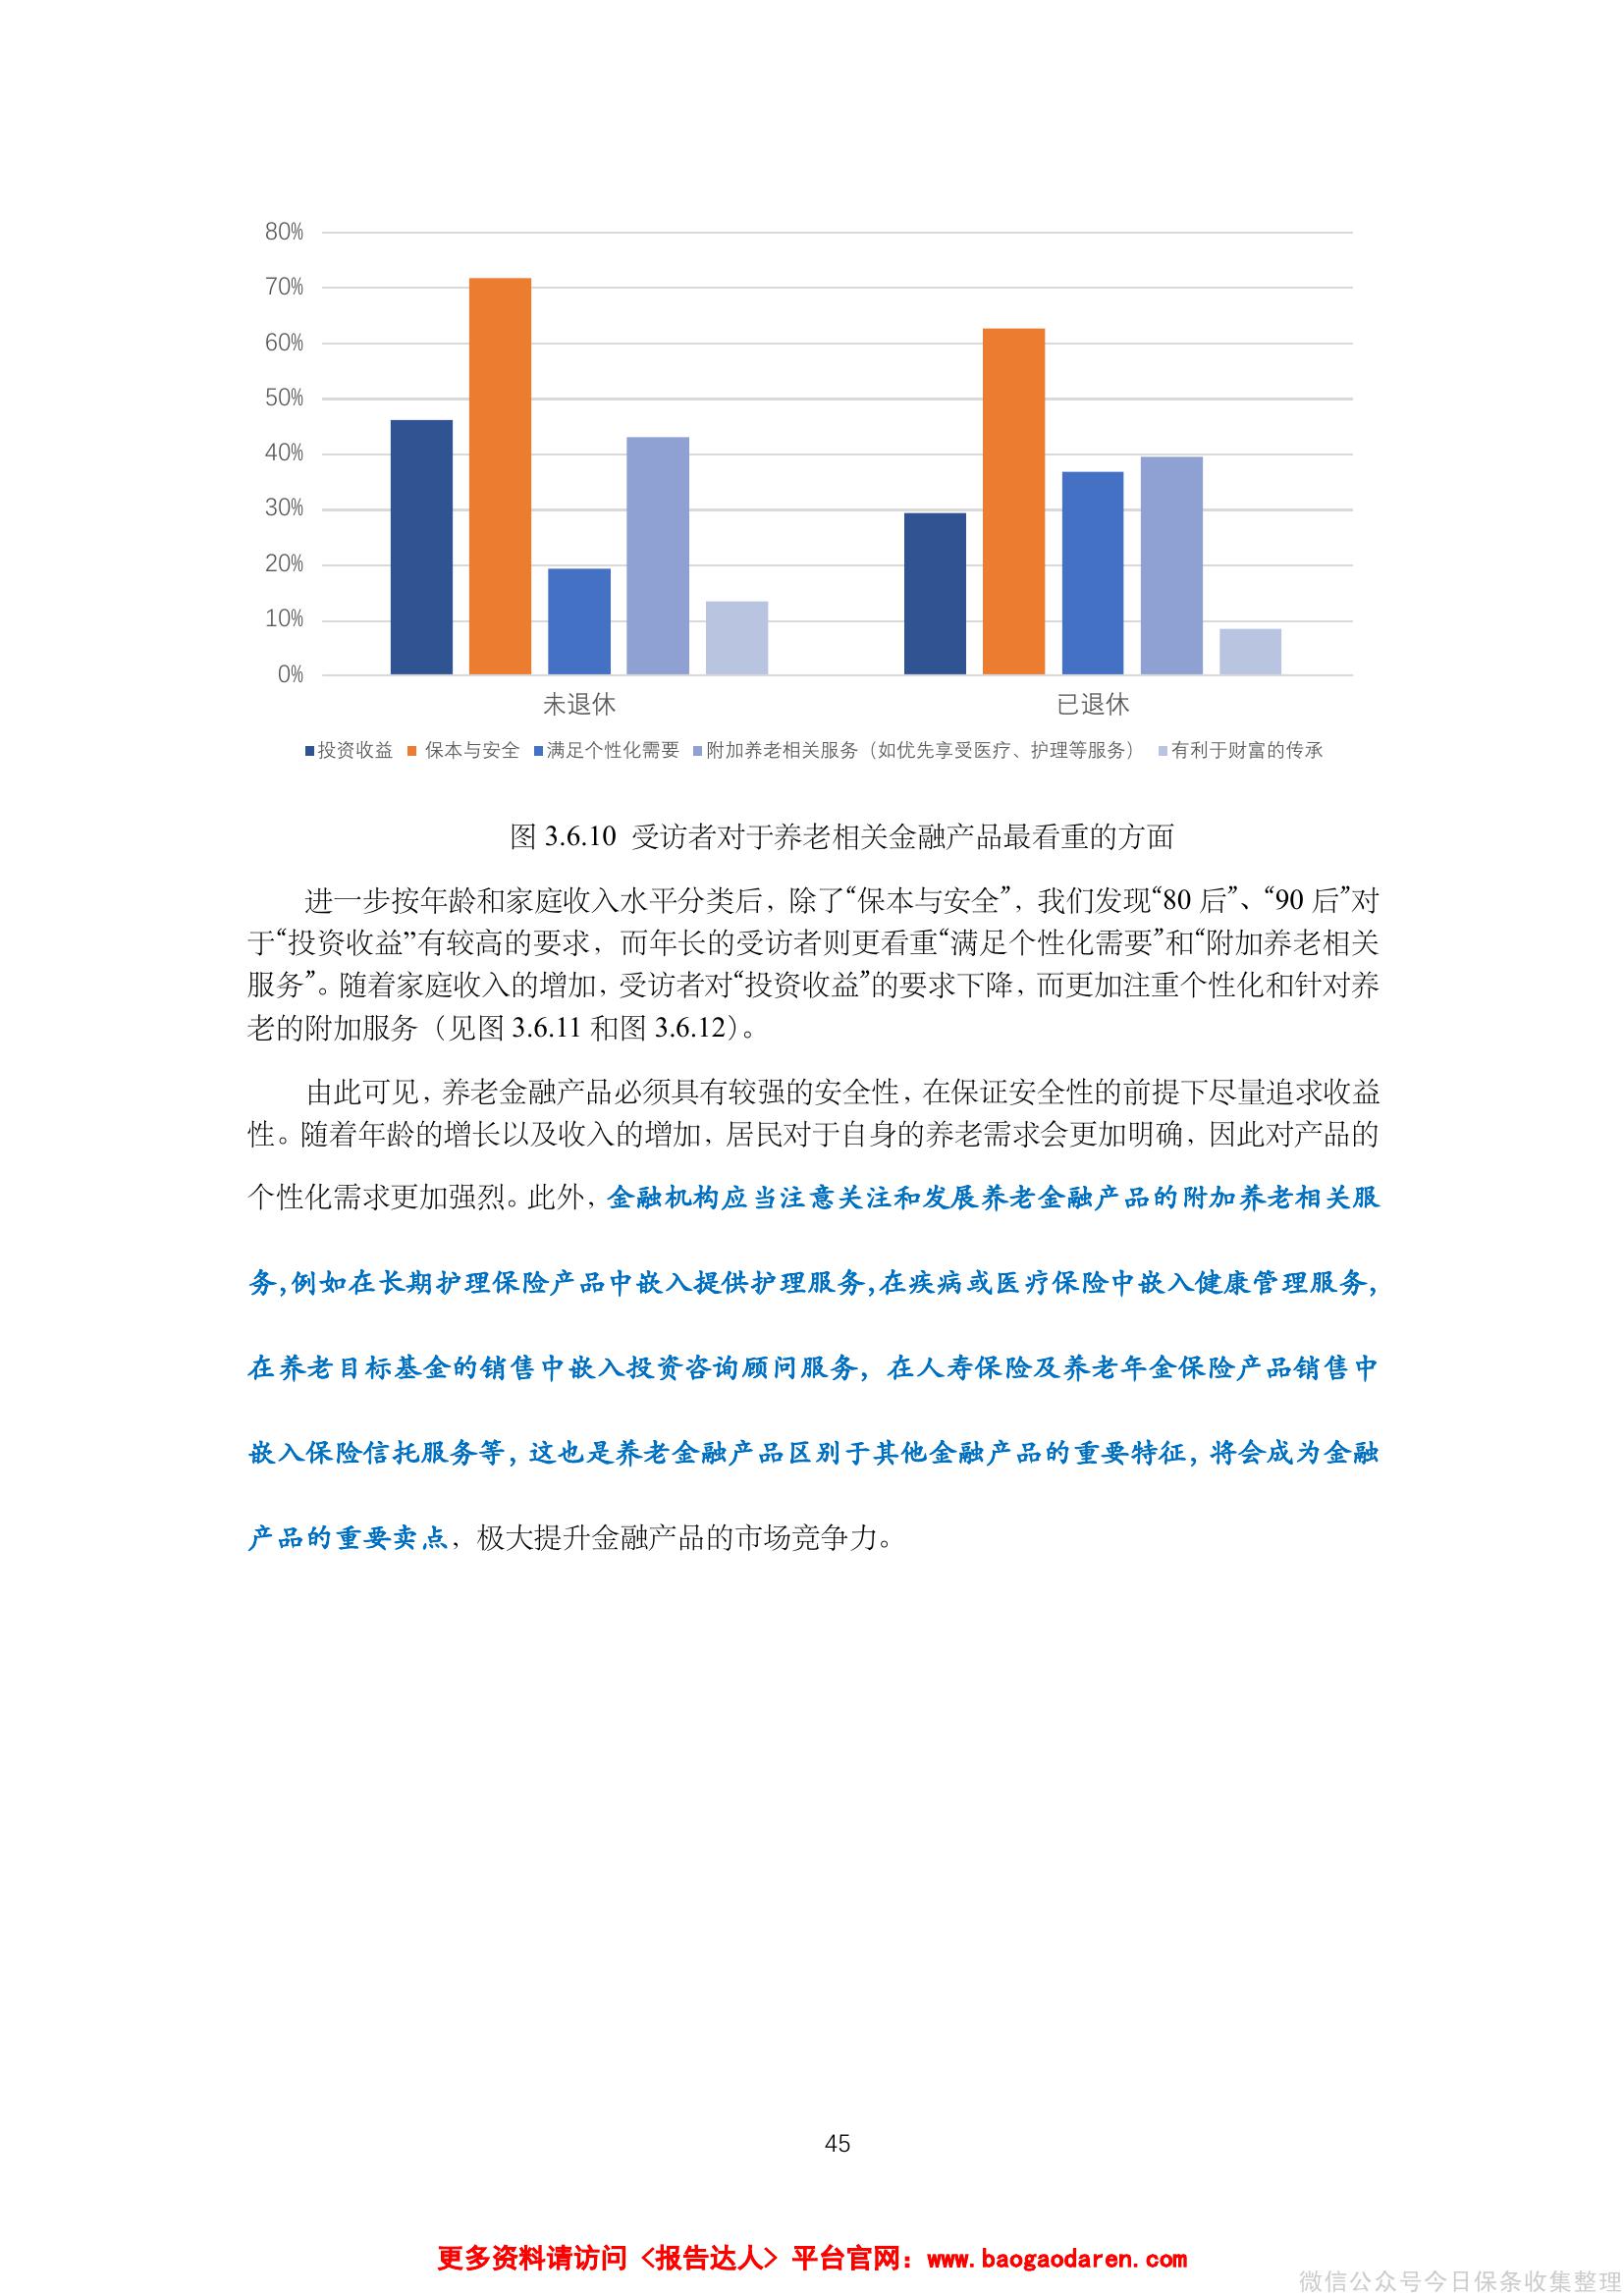 80%
70%
60%
50%
40%
30%
20%
10%
0%
未退休
已退休
投资收益 保本与安全 满足个性化需要 附加养老相关服务（如优先享受医疗、护理等服务） 有利于财富的传承
图 3.6.10 受访者对于养老相关金融产品最看重的方面
进一步按年龄和家庭收入水平分类后，除了“保本与安全”，我们发现“80 后”、“90 后”对
于“投资收益”有较高的要求，而年长的受访者则更看重“满足个性化需要”和“附加养老相关
服务”。随着家庭收入的增加，受访者对“投资收益”的要求下降，而更加注重个性化和针对养
老的附加服务（见图 3.6.11 和图 3.6.12）。
由此可见，养老金融产品必须具有较强的安全性，在保证安全性的前提下尽量追求收益
性。随着年龄的增长以及收入的增加，居民对于自身的养老需求会更加明确，因此对产品的
个性化需求更加强烈。此外，金融机构应当注意关注和发展养老金融产品的附加养老相关服
务，例如在长期护理保险产品中嵌入提供护理服务，在疾病或医疗保险中嵌入健康管理服务，
在养老目标基金的销售中嵌入投资咨询顾问服务，在人寿保险及养老年金保险产品销售中
嵌入保险信托服务等，这也是养老金融产品区别于其他金融产品的重要特征，将会成为金融
产品的重要卖点，极大提升金融产品的市场竞争力。
45
更多资料请访问《报告达人》平台官网：www.baogaodaren.com
微信公众号今日保条收集整理